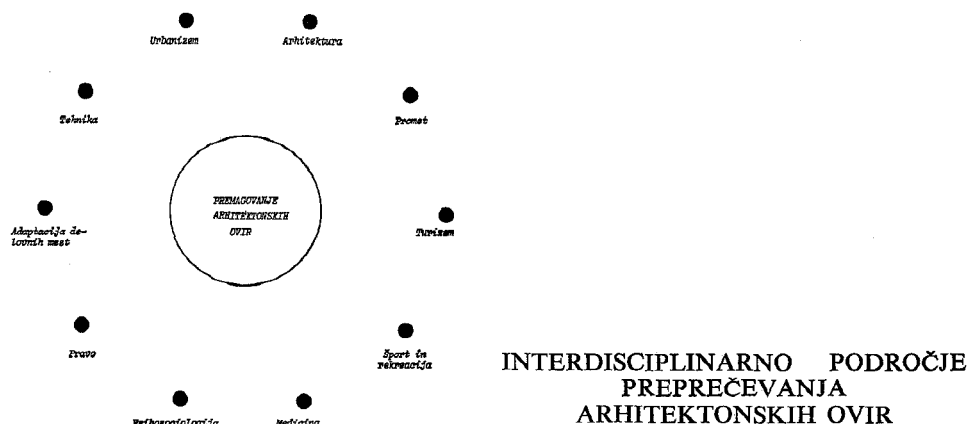 Urbanizem
Arhitektura
Tehnika
Promet
PREMAGOVANJE
ARHITEKTONSKIH
OVIR
Adaptacija de-
lovnih mest
Turizem
Pravo
Šport in
rekreacija
Psihosociologija
Medicina
INTERDISCIPLINARNO PODROČJE
PREPREČEVANJA
ARHITEKTONSKIH OVIR